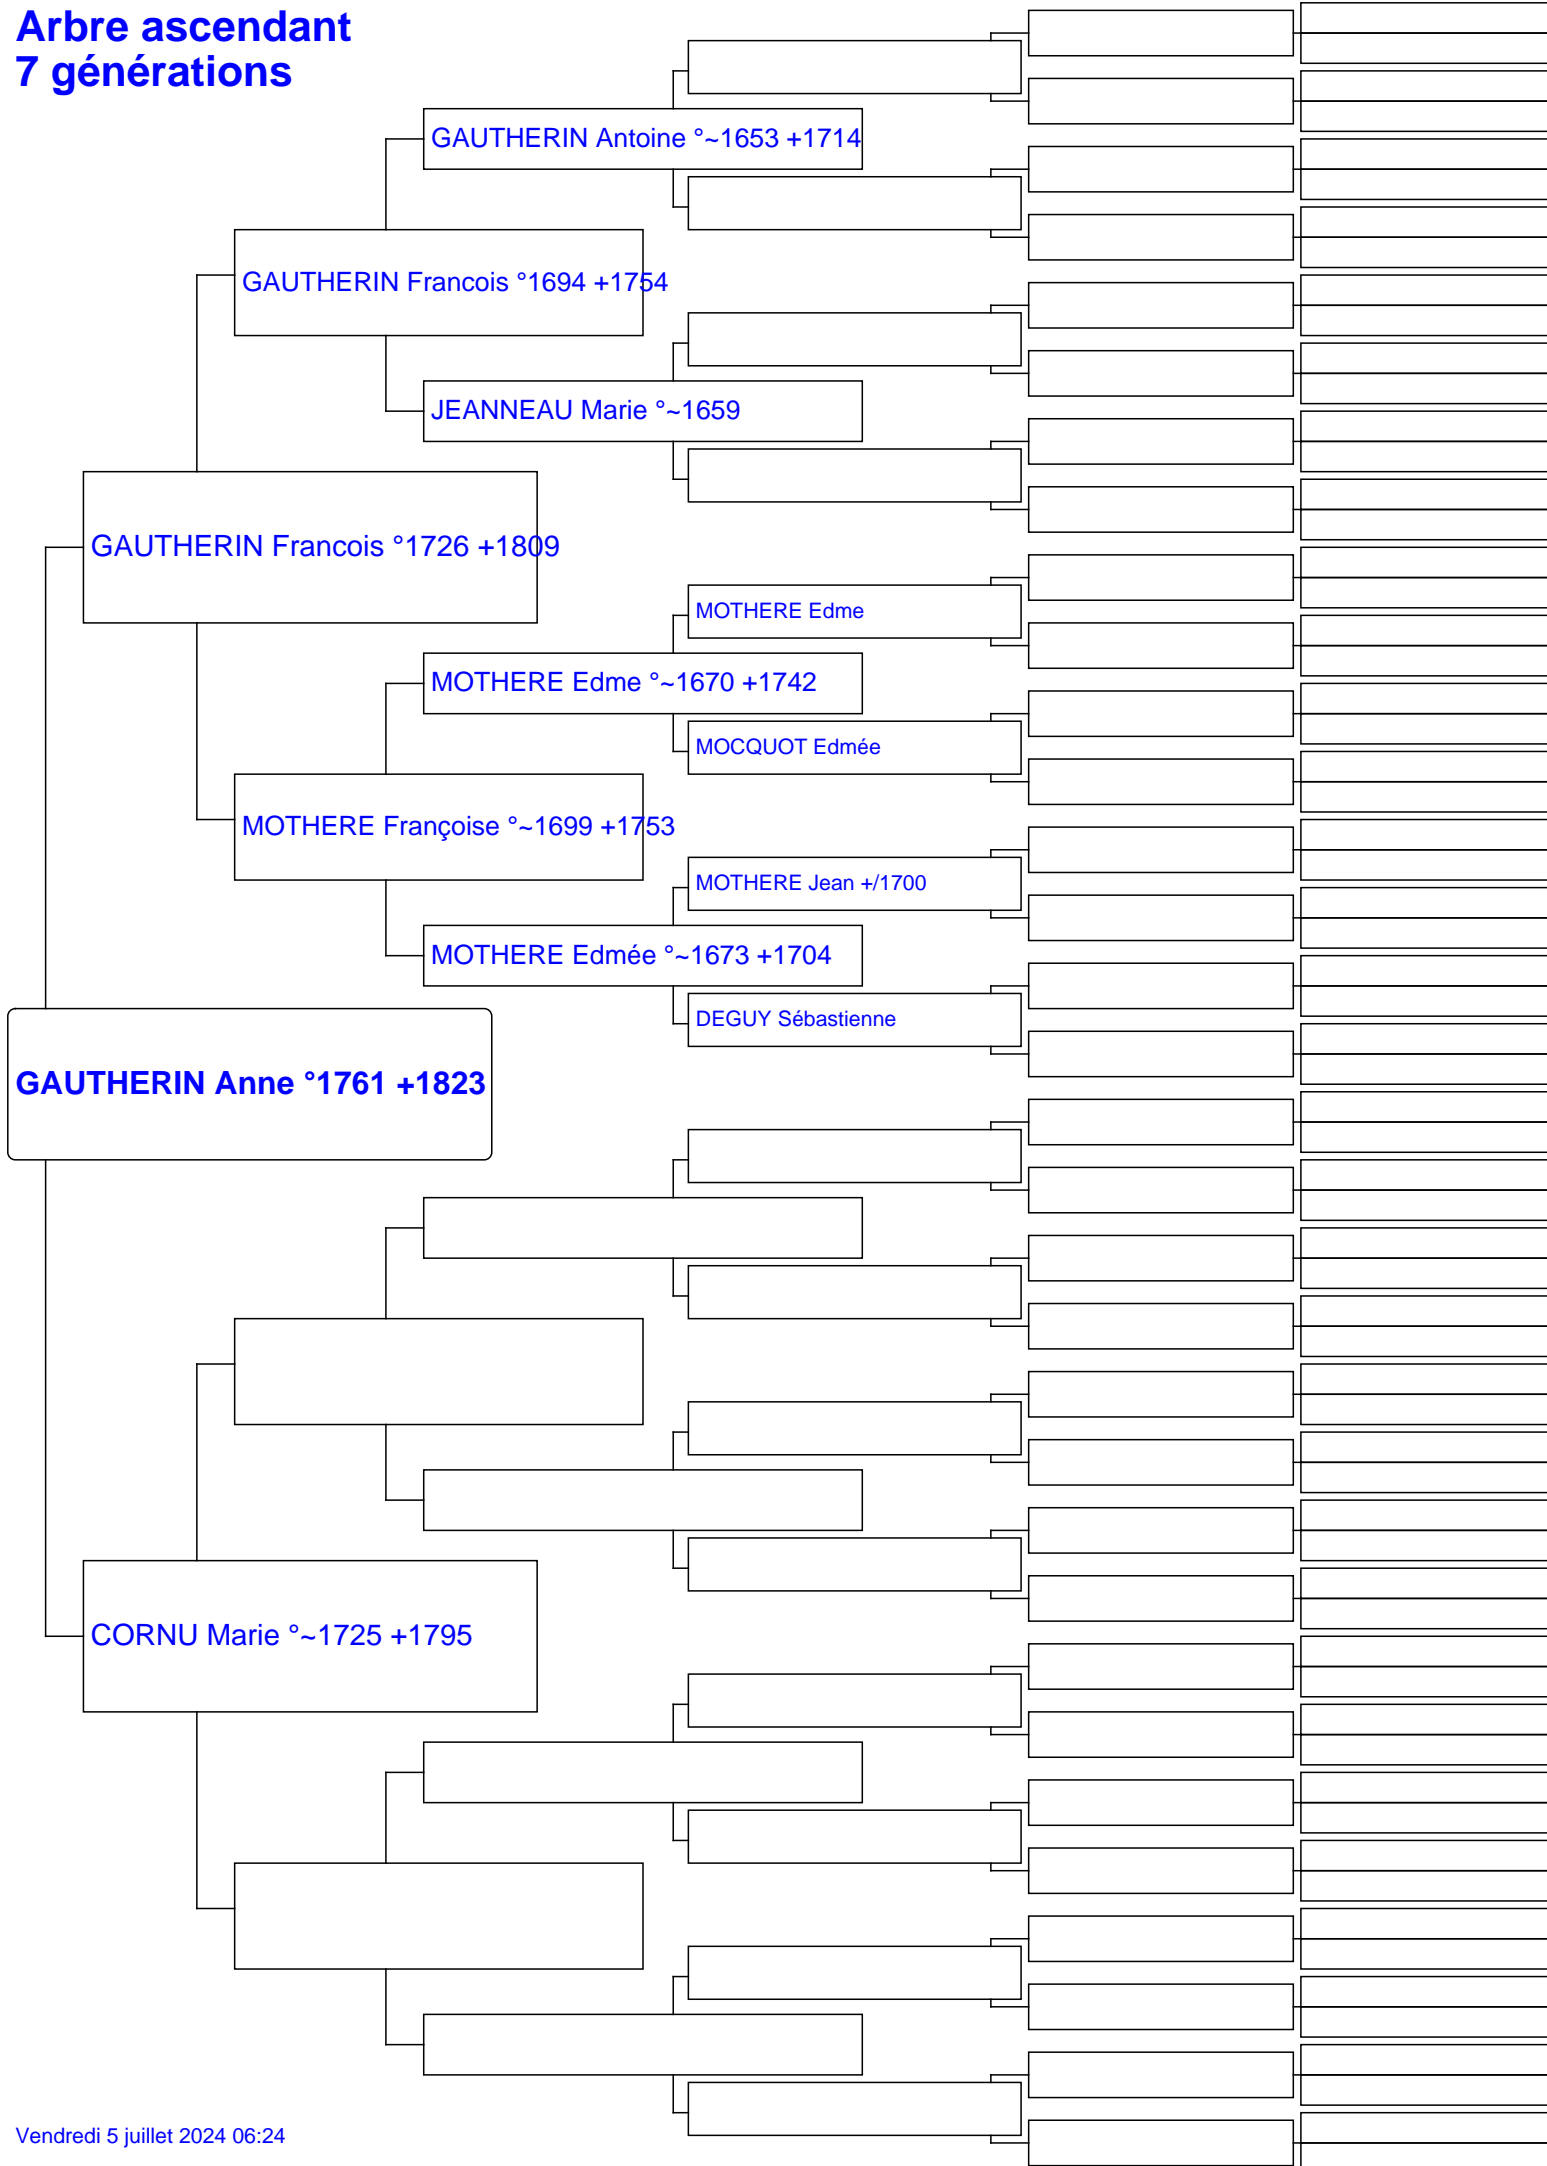 Arbre ascendant
7 générations
GAUTHERIN Antoine °~1653 +1714
GAUTHERIN Francois °1694 +1754
JEANNEAU Marie °~1659
GAUTHERIN Francois °1726 +1809
MOTHERE Edme
MOTHERE Edme °~1670 +1742
MOCQUOT Edmée
MOTHERE Françoise °~1699 +1753
MOTHERE Jean +/1700
MOTHERE Edmée °~1673 +1704
DEGUY Sébastienne
GAUTHERIN Anne °1761 +1823
CORNU Marie °~1725 +1795
Vendredi 5 juillet 2024 06:24